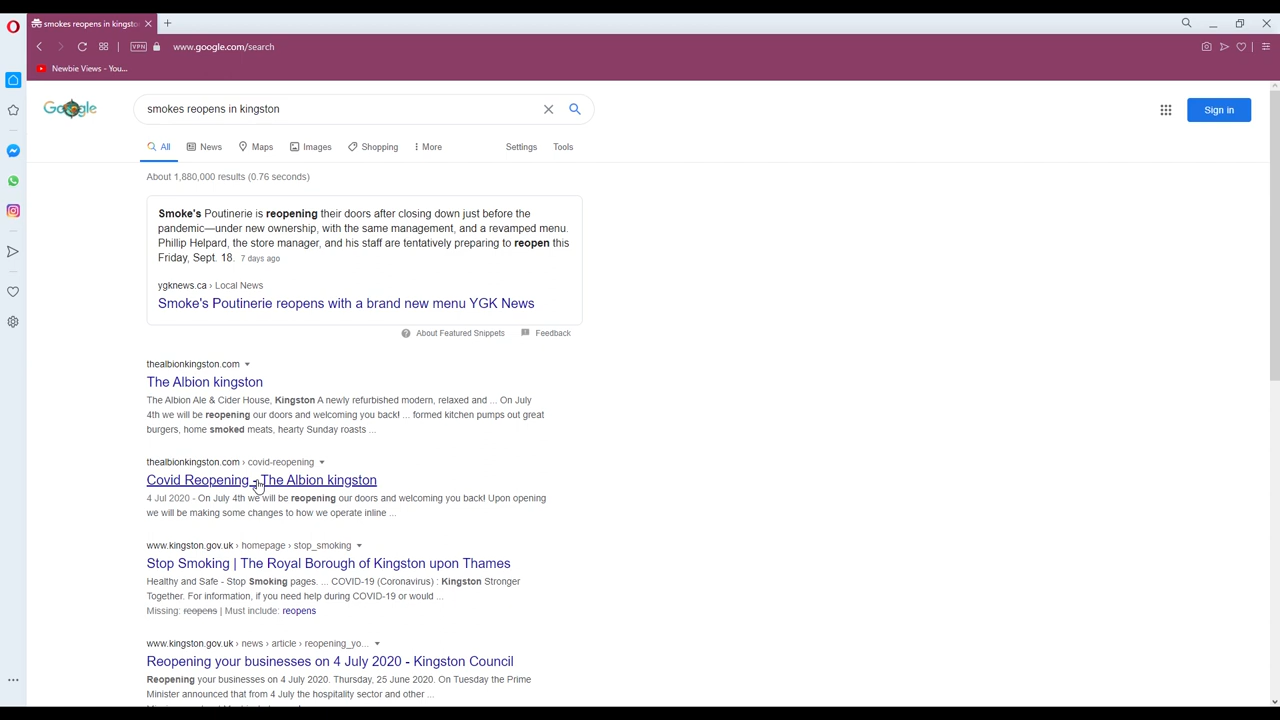 smokes reopens in kingsto
VPN
www.google.com/search
Newbie Views - You...
Google
smokes reopens in kingston
Sign in
All News Maps Images Shopping More Settings Tools
About 1,880,000 results (0.76 seconds)
Smoke's Poutinerie is reopening their doors after closing down just before the
pandemic—under new ownership, with the same management, and a revamped menu.
Phillip Helpard, the store manager, and his staff are tentatively preparing to reopen this
Friday, Sept. 18. 7 days ago
ygknews.ca › Local News
Smoke's Poutinerie reopens with a brand new menu YGK News
About Featured Snippets Feedback
thealbionkingston.com
The Albion kingston
The Albion Ale & Cider House, Kingston A newly refurbished modern, relaxed and ... On July
4th we will be reopening our doors and welcoming you back! ... formed kitchen pumps out great
burgers, home smoked meats, hearty Sunday roasts ...
thealbionkingston.com › covid-reopening
Covid Reopening - The Albion kingston
4 Jul 2020 - On July 4th we will be reopening our doors and welcoming you back! Upon opening
we will be making some changes to how we operate inline ...
www.kingston.gov.uk › homepage › stop_smoking
Stop Smoking | The Royal Borough of Kingston upon Thames
Healthy and Safe - Stop Smoking pages. ... COVID-19 (Coronavirus) : Kingston Stronger
Together. For information, if you need help during COVID-19 or would ...
Missing: reopens | Must include: reopens
www.kingston.gov.uk › news › article › reopening_yo...
Reopening your businesses on 4 July 2020 - Kingston Council
Reopening your businesses on 4 July 2020. Thursday, 25 June 2020. On Tuesday the Prime
Minister announced that from 4 July the hospitality sector and other ...